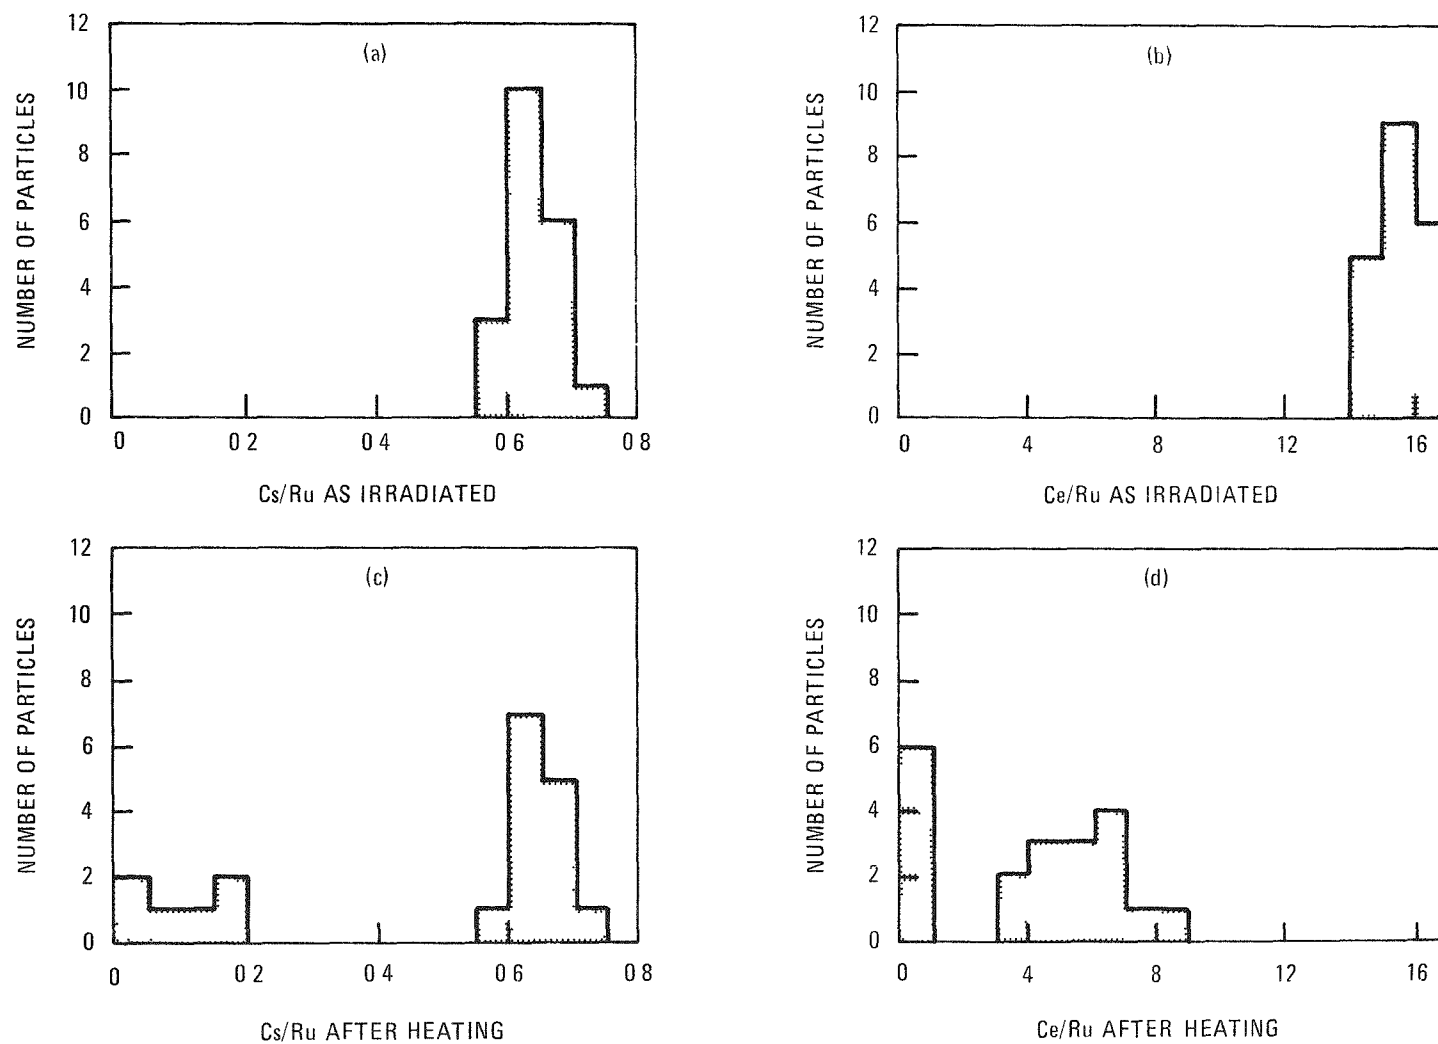 12
10
8
6
4
2
0
NUMBER OF PARTICLES
(a)
0 0 2 0 4 0 6 0 8
Cs/Ru AS IRRADIATED
12
10
8
6
4
2
0
NUMBER OF PARTICLES
(b)
0 4 8 12 16
Ce/Ru AS IRRADIATED
12
10
8
6
4
2
0
NUMBER OF PARTICLES
(c)
0 0 2 0 4 0 6 0 8
Cs/Ru AFTER HEATING
12
10
8
6
4
2
0
NUMBER OF PARTICLES
(d)
0 4 8 12 16
Ce/Ru AFTER HEATING